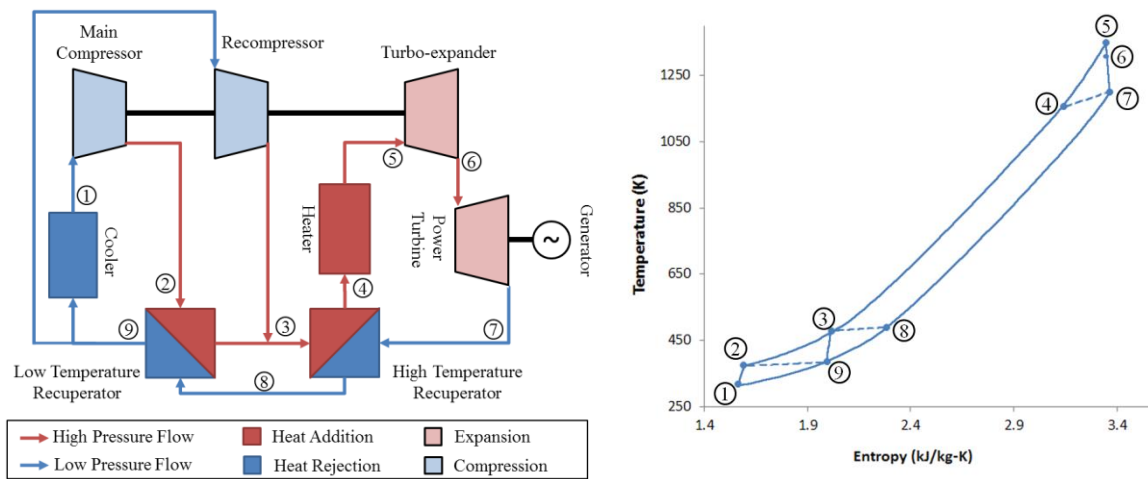 Main
Compressor
Recompressor
Turbo-expander
①
⑤
⑥
Cooler
Heater
Power
Turbine
~
Generator
②
④
⑨
③
⑦
Low Temperature
Recuperator
⑧
High Temperature
Recuperator
High Pressure Flow
Heat Addition
Expansion
Low Pressure Flow
Heat Rejection
Compression
Temperature (K)
1250
1050
850
650
450
250
⑤
⑥
④
⑦
③
⑧
②
⑨
①
1.4
1.9
2.4
2.9
3.4
Entropy (kJ/kg-K)